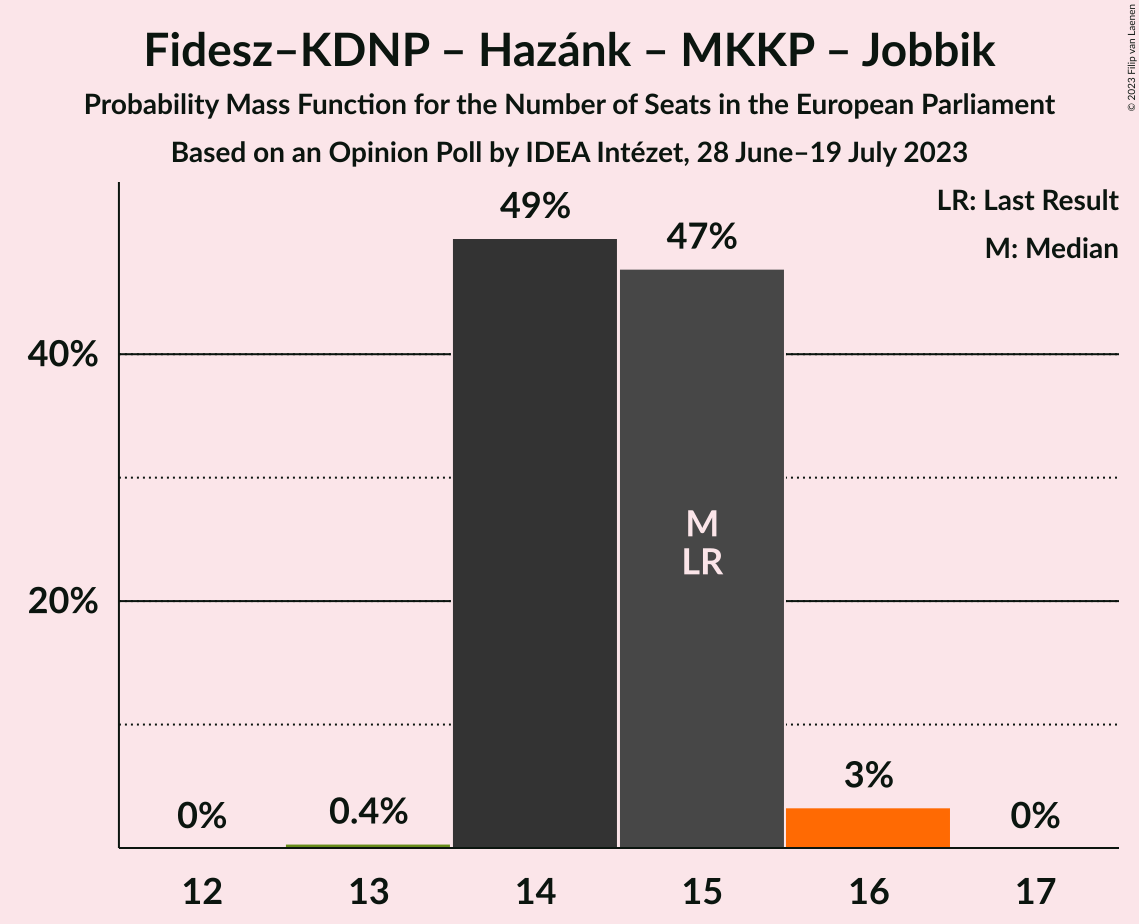 Fidesz–KDNP – Hazánk – MKKP – Jobbik
Probability Mass Function for the Number of Seats in the European Parliament
Based on an Opinion Poll by IDEA Intézet, 28 June–19 July 2023
© 2023 Filip van Laenen
LR: Last Result
M: Median
49%
47%
40%
M
LR
20%
3%
0%
0.4%
0%
12 13 14 15 16 17